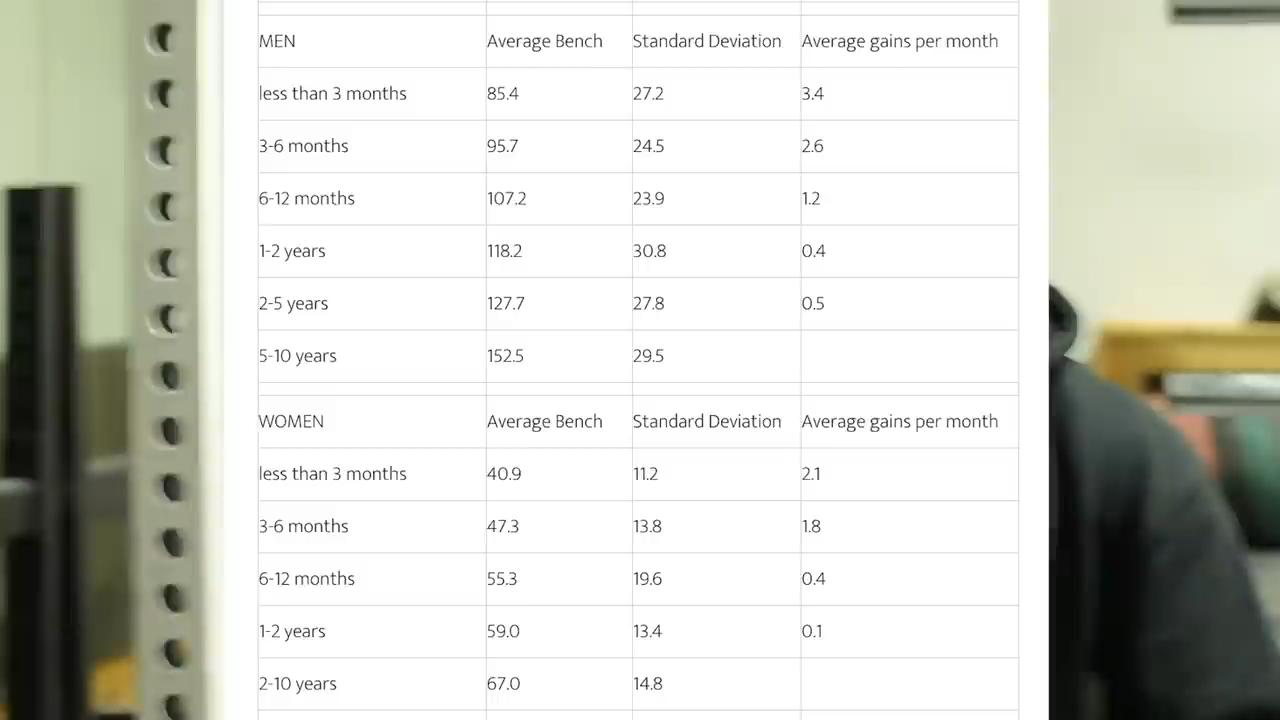 MEN Average Bench Standard Deviation Average gains per month
less than 3 months 85.4 27.2 3.4
3-6 months 95.7 24.5 2.6
6-12 months 107.2 23.9 1.2
1-2 years 118.2 30.8 0.4
2-5 years 127.7 27.8 0.5
5-10 years 152.5 29.5
WOMEN Average Bench Standard Deviation Average gains per month
less than 3 months 40.9 11.2 2.1
3-6 months 47.3 13.8 1.8
6-12 months 55.3 19.6 0.4
1-2 years 59.0 13.4 0.1
2-10 years 67.0 14.8